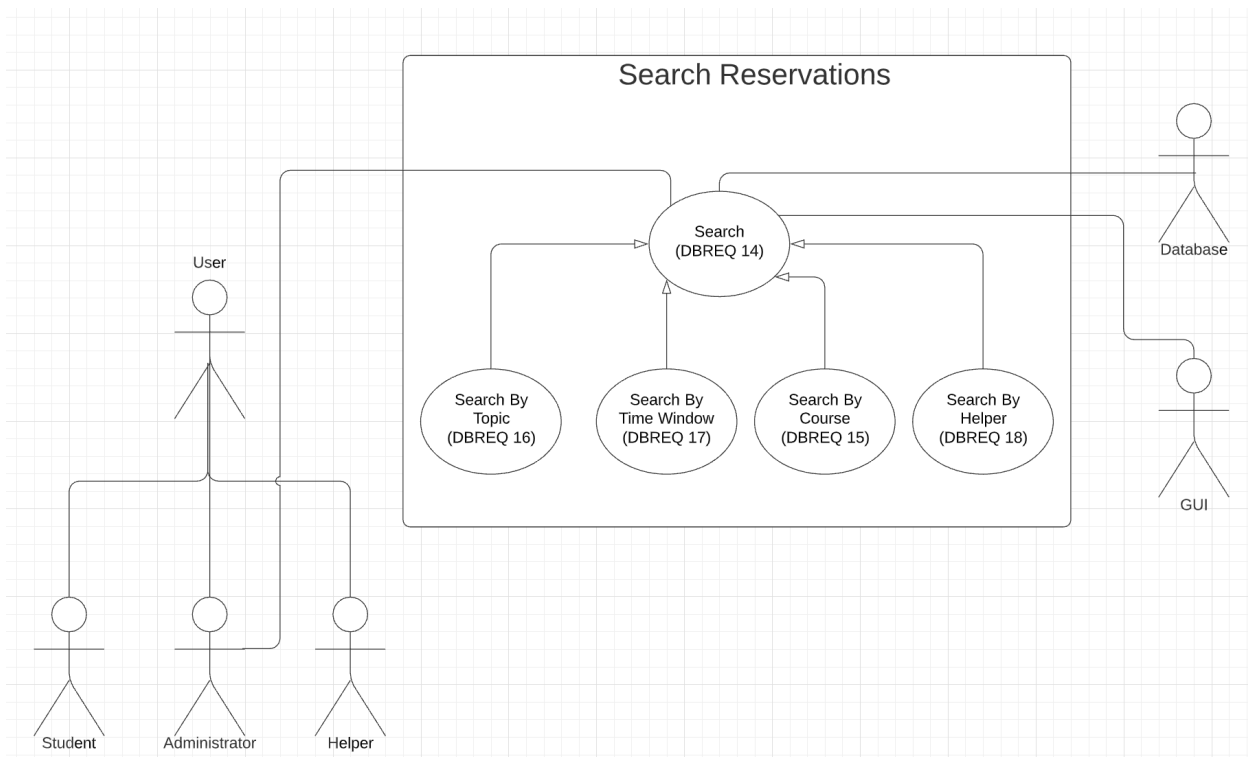 Search Reservations
Search
(DBREQ 14)
Database
User
Search By
Topic
(DBREQ 16)
Search By
Time Window
(DBREQ 17)
Search By
Course
(DBREQ 15)
Search By
Helper
(DBREQ 18)
GUI
Student
Administrator
Helper